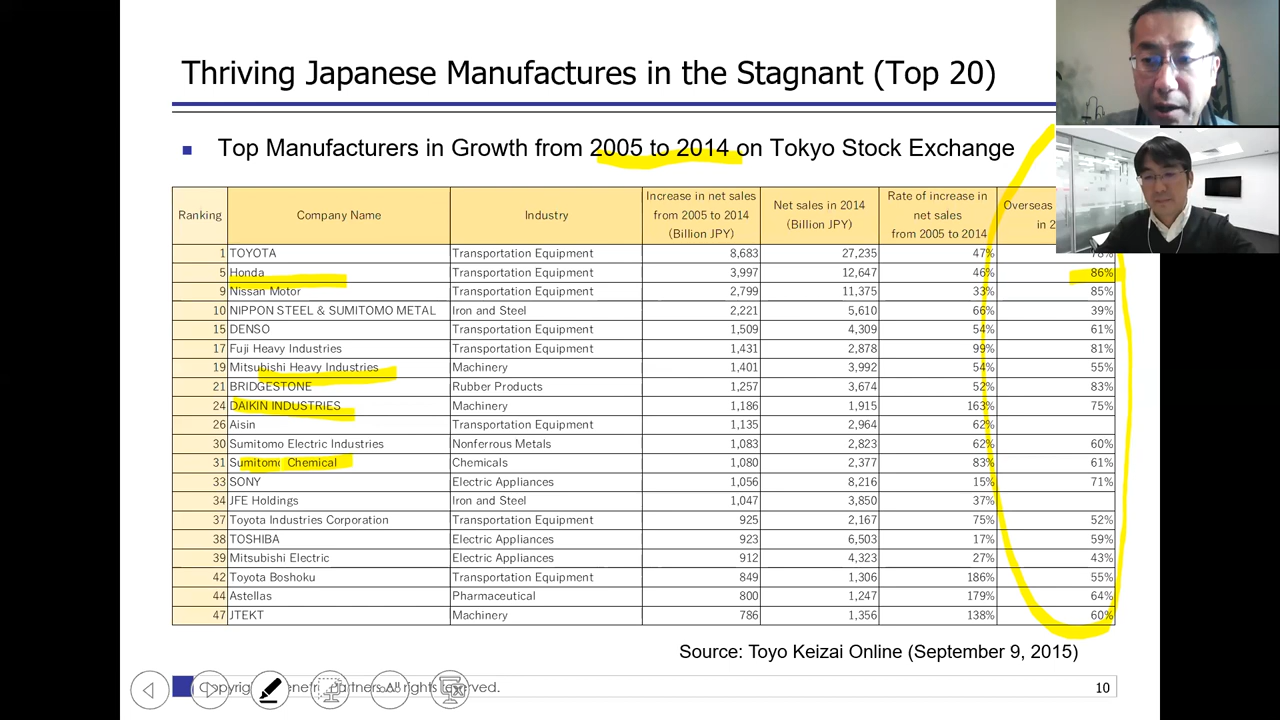 Thriving Japanese Manufactures in the Stagnant (Top 20)
Top Manufacturers in Growth from 2005 to 2014 on Tokyo Stock Exchange
Ranking Company Name Industry Increase in net sales from 2005 to 2014 (Billion JPY) Net sales in 2014 (Billion JPY) Rate of increase in net sales from 2005 to 2014 Overseas in
1 TOYOTA Transportation Equipment 8,683 27,235 47%
5 Honda Transportation Equipment 3,997 12,647 46% 86%
9 Nissan Motor Transportation Equipment 2,799 11,375 33% 85%
10 NIPPON STEEL & SUMITOMO METAL Iron and Steel 2,221 5,610 66% 39%
15 DENSO Transportation Equipment 1,509 4,309 54% 61%
17 Fuji Heavy Industries Transportation Equipment 1,431 2,878 99% 81%
19 Mitsubishi Heavy Industries Machinery 1,401 3,992 54% 55%
21 BRIDGESTONE Rubber Products 1,257 3,674 52% 83%
24 DAIKIN INDUSTRIES Machinery 1,186 1,915 163% 75%
26 Aisin Transportation Equipment 1,135 2,964 62%
30 Sumitomo Electric Industries Nonferrous Metals 1,083 2,823 62% 60%
31 Sumitomo Chemical Chemicals 1,080 2,377 83% 61%
33 SONY Electric Appliances 1,056 8,216 15% 71%
34 JFE Holdings Iron and Steel 1,047 3,850 37%
37 Toyota Industries Corporation Transportation Equipment 925 2,167 75% 52%
38 TOSHIBA Electric Appliances 923 6,503 17% 59%
39 Mitsubishi Electric Electric Appliances 912 4,323 27% 43%
42 Toyota Boshoku Transportation Equipment 849 1,306 186% 55%
44 Astellas Pharmaceutical 800 1,247 179% 64%
47 JTEKT Machinery 786 1,356 138% 60%
Source: Toyo Keizai Online (September 9, 2015)
Partners All rights reserved.
10